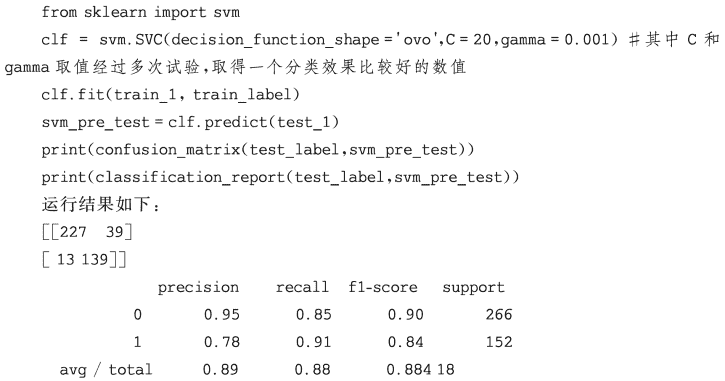 from sklearn import svm
clf = svm.SVC(decision_function_shape='ovo',C=20,gamma=0.001) #其中 C 和
gamma 取值经过多次试验,取得一个分类效果比较好的数值
clf.fit(train_1, train_label)
svm_pre_test=clf.predict(test_1)
print(confusion_matrix(test_label,svm_pre_test))
print(classification_report(test_label,svm_pre_test))
运行结果如下:
[[227 39]
[ 13 139]]
precision recall f1-score support
0 0.95 0.85 0.90 266
1 0.78 0.91 0.84 152
avg / total 0.89 0.88 0.884 18